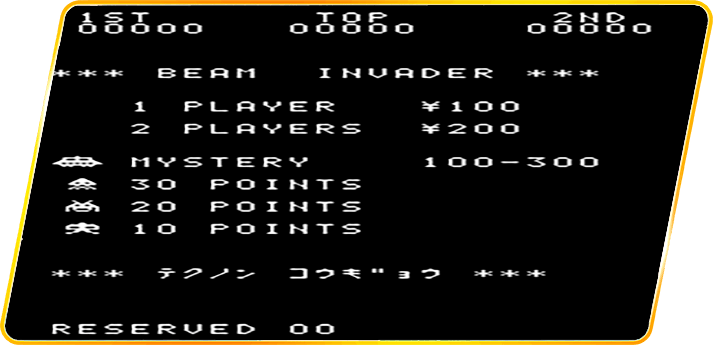 1ST TOP 2ND
00000 00000 00000
*** BEAM INVADER ***
1 PLAYER ¥100
2 PLAYERS ¥200
MYSTERY 100-300
30 POINTS
20 POINTS
10 POINTS
*** テクノン コウキ"ョウ ***
RESERVED 00